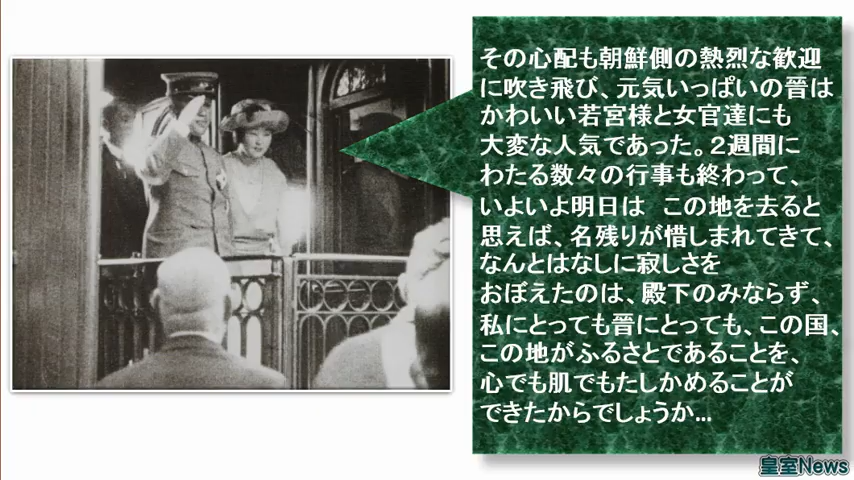 その心配も朝鮮側の熱烈な歓迎
に吹き飛び、元気いっぱいの晉は
かわいい若宮様と女官達にも
大変な人気であった。２週間に
わたる数々の行事も終わって、
いよいよ明日は　この地を去ると
思えば、名残りが惜しまれてきて、
なんとはなしに寂しさを
おぼえたのは、殿下のみならず、
私にとっても晉にとっても、この国、
この地がふるさとであることを、
心でも肌でもたしかめることが
できたからでしょうか...
皇室News